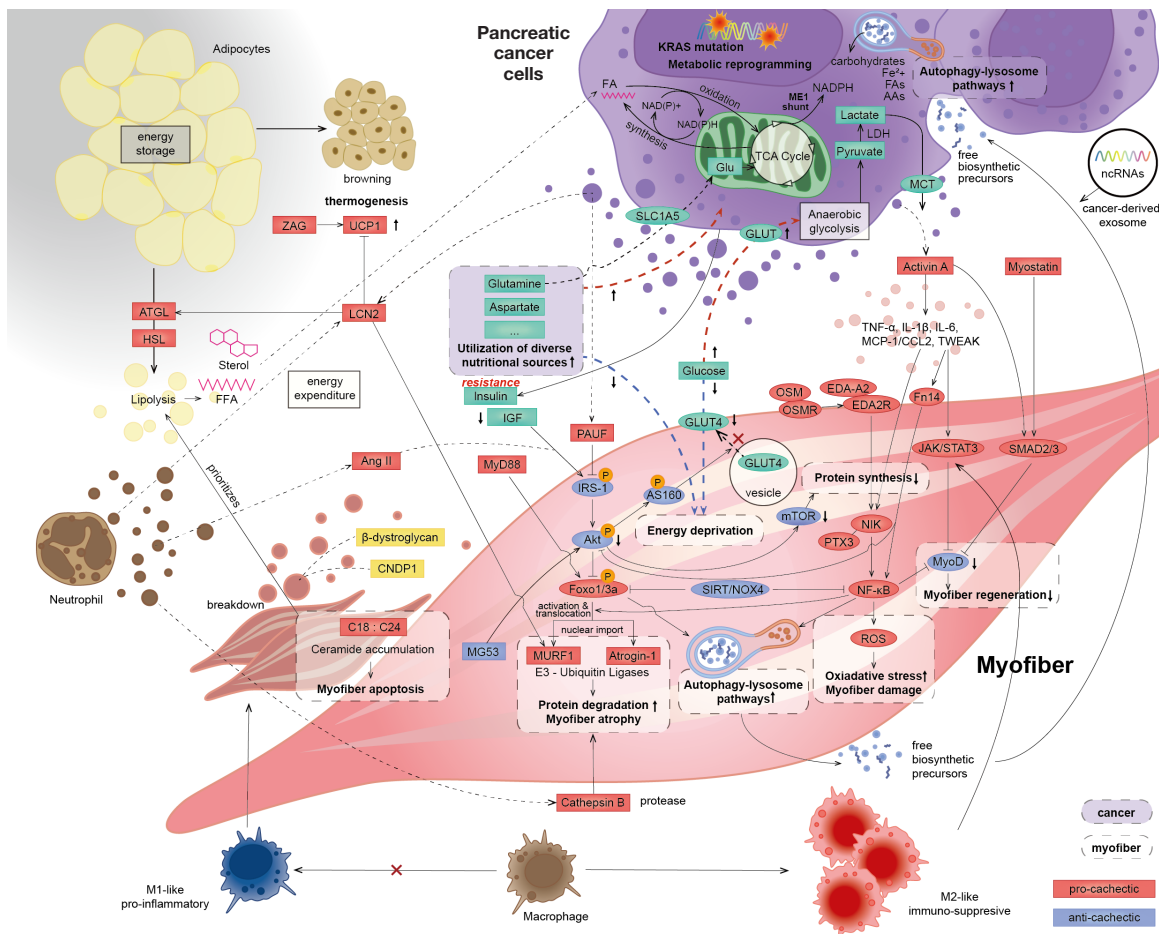 Adipocytes
energy
storage
browning
thermogenesis
ZAG
UCP1
ATGL
HSL
LCN2
Sterol
Lipolysis
FFA
energy
expenditure
Pancreatic
cancer
cells
KRAS mutation
Metabolic reprogramming
FA
oxidation
NAD(P)+
NAD(P)H
synthesis
ME1
shunt
NADPH
TCA Cycle
Glu
Lactate
LDH
Pyruvate
Anaerobic
glycolysis
MCT
SLC1A5
GLUT
carbohydrates
Fe²+
FAs
AAs
Autophagy-lysosome
pathways
free
biosynthetic
precursors
ncRNAs
cancer-derived
exosome
Glutamine
Aspartate
...
Utilization of diverse
nutritional sources
resistance
Insulin
IGF
Glucose
GLUT4
GLUT4
vesicle
Activin A
Myostatin
TNF-α, IL-1β, IL-6,
MCP-1/CCL2, TWEAK
OSM
OSMR
EDA-A2
EDA2R
Fn14
JAK/STAT3
SMAD2/3
PAUF
MyD88
Ang II
prioritizes
P
IRS-1
P
AS160
P
Akt
P
Foxo1/3a
Energy deprivation
Protein synthesis
mTOR
NIK
PTX3
MyoD
Myofiber regeneration
SIRT/NOX4
NF-κB
activation &
translocation
nuclear import
MURF1
Atrogin-1
E3 - Ubiquitin Ligases
Protein degradation
Myofiber atrophy
MG53
Autophagy-lysosome
pathways
ROS
Oxiadative stress
Myofiber damage
Myofiber
free
biosynthetic
precursors
Neutrophil
β-dystroglycan
CNDP1
breakdown
C18 : C24
Ceramide accumulation
Myofiber apoptosis
Cathepsin B
protease
M1-like
pro-inflammatory
Macrophage
M2-like
immuno-suppresive
cancer
myofiber
pro-cachectic
anti-cachectic